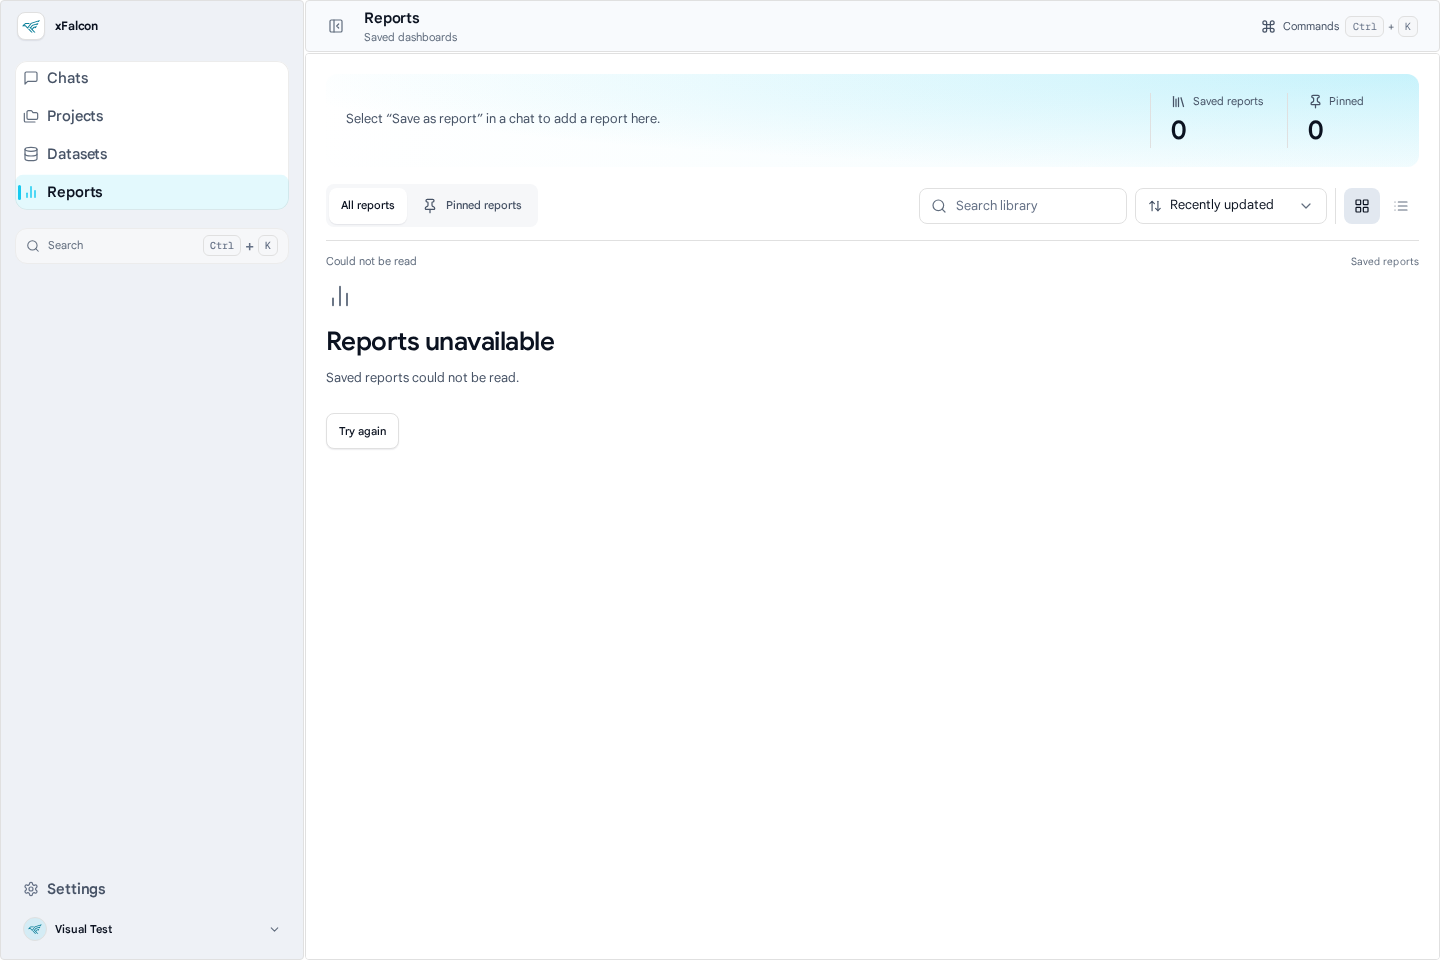 xFalcon
Chats
Projects
Datasets
Reports
Search Ctrl + K
Settings
Visual Test
Reports
Saved dashboards
Commands Ctrl + K
Select “Save as report” in a chat to add a report here.
Saved reports
0
Pinned
0
All reports
Pinned reports
Search library
Recently updated
Could not be read
Saved reports
Reports unavailable
Saved reports could not be read.
Try again